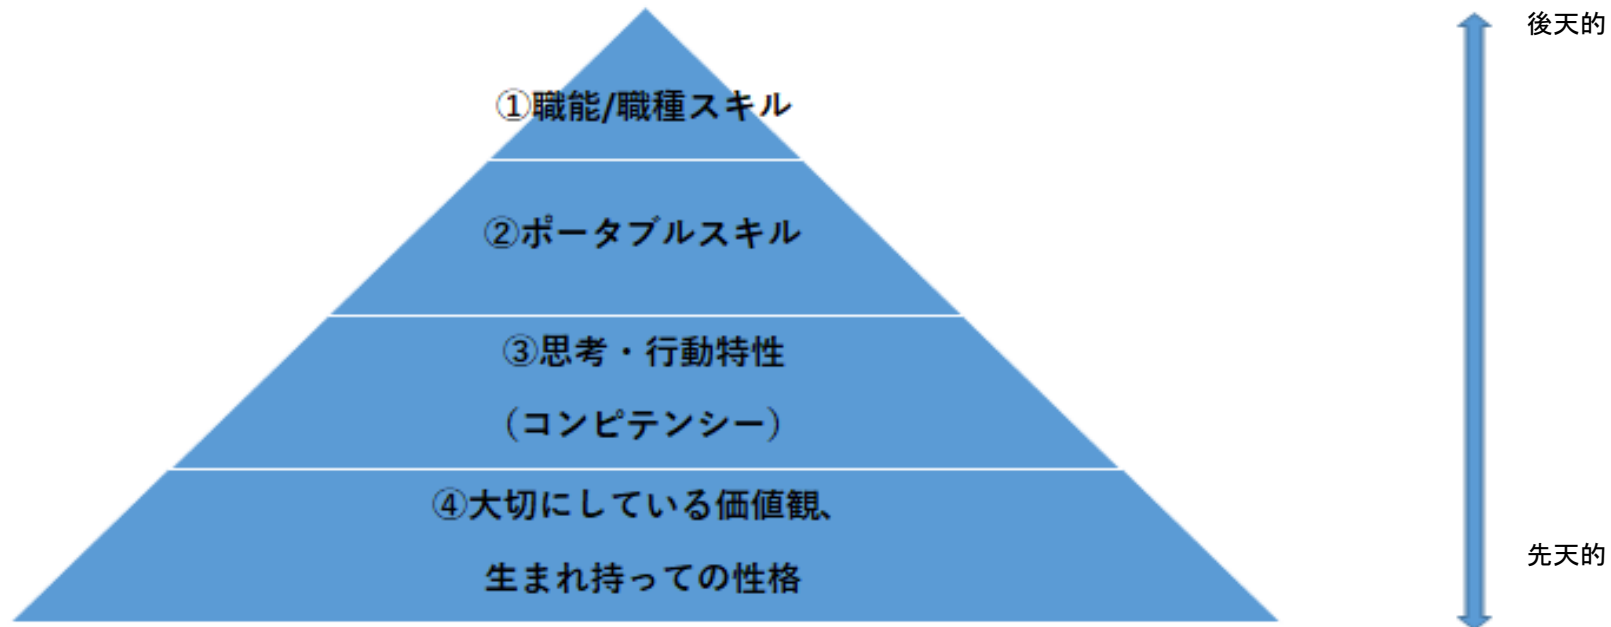 後天的
①職能/職種スキル
②ポータブルスキル
③思考・行動特性
（コンピテンシー）
④大切にしている価値観、
生まれ持っての性格
先天的